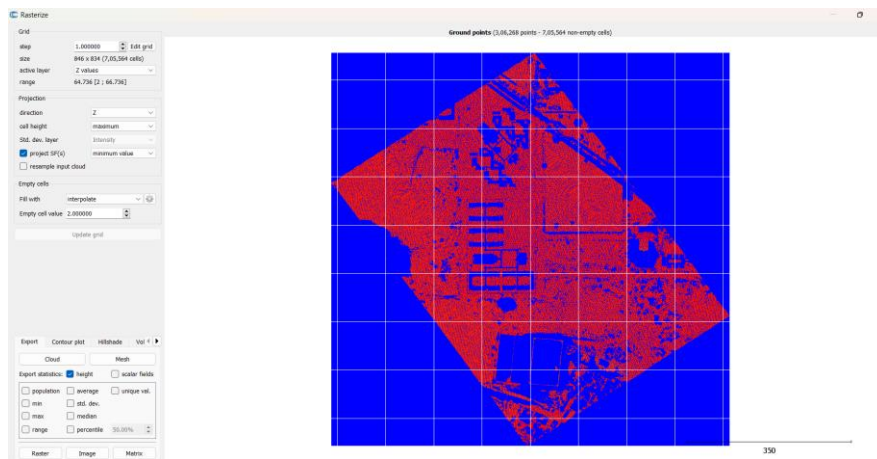 Rasterize
Ground points (3,06,268 points - 7,05,564 non-empty cells)
Grid
step 1.000000 Edit grid
size 846 x 834 (7,05,564 cells)
active layer Z values
range 64.736 [2 ; 66.736]
Projection
direction Z
cell height maximum
Std. dev. layer Intensity
project SF(s) minimum value
resample input cloud
Empty cells
Fill with interpolate
Empty cell value 2.000000
Update grid
Export Contour plot Hillshade Vol
Cloud Mesh
Export statistics: height scalar fields
population average unique val.
min std. dev.
max median
range percentile 50.00%
Raster Image Matrix
350